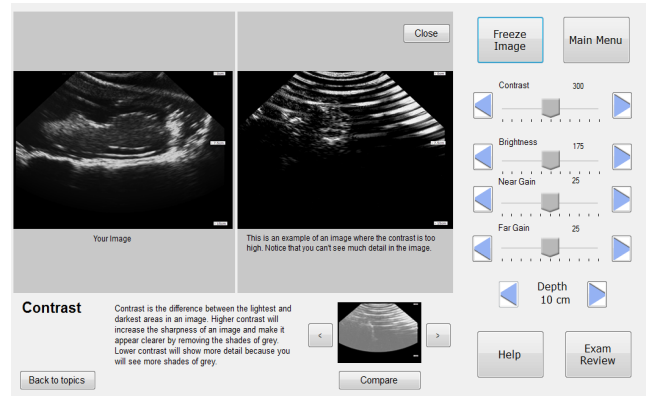 Close
Your Image
This is an example of an image where the contrast is too
high. Notice that you can't see much detail in the image.
Contrast
Contrast is the difference between the lightest and
darkest areas in an image. Higher contrast will
increase the sharpness of an image and make it
appear clearer by removing the shades of grey.
Lower contrast will show more detail because you
will see more shades of grey.
<
>
Back to topics
Compare
Freeze
Image
Main Menu
Contrast 300
Brightness 175
Near Gain 25
Far Gain 25
Depth
10 cm
Help
Exam
Review